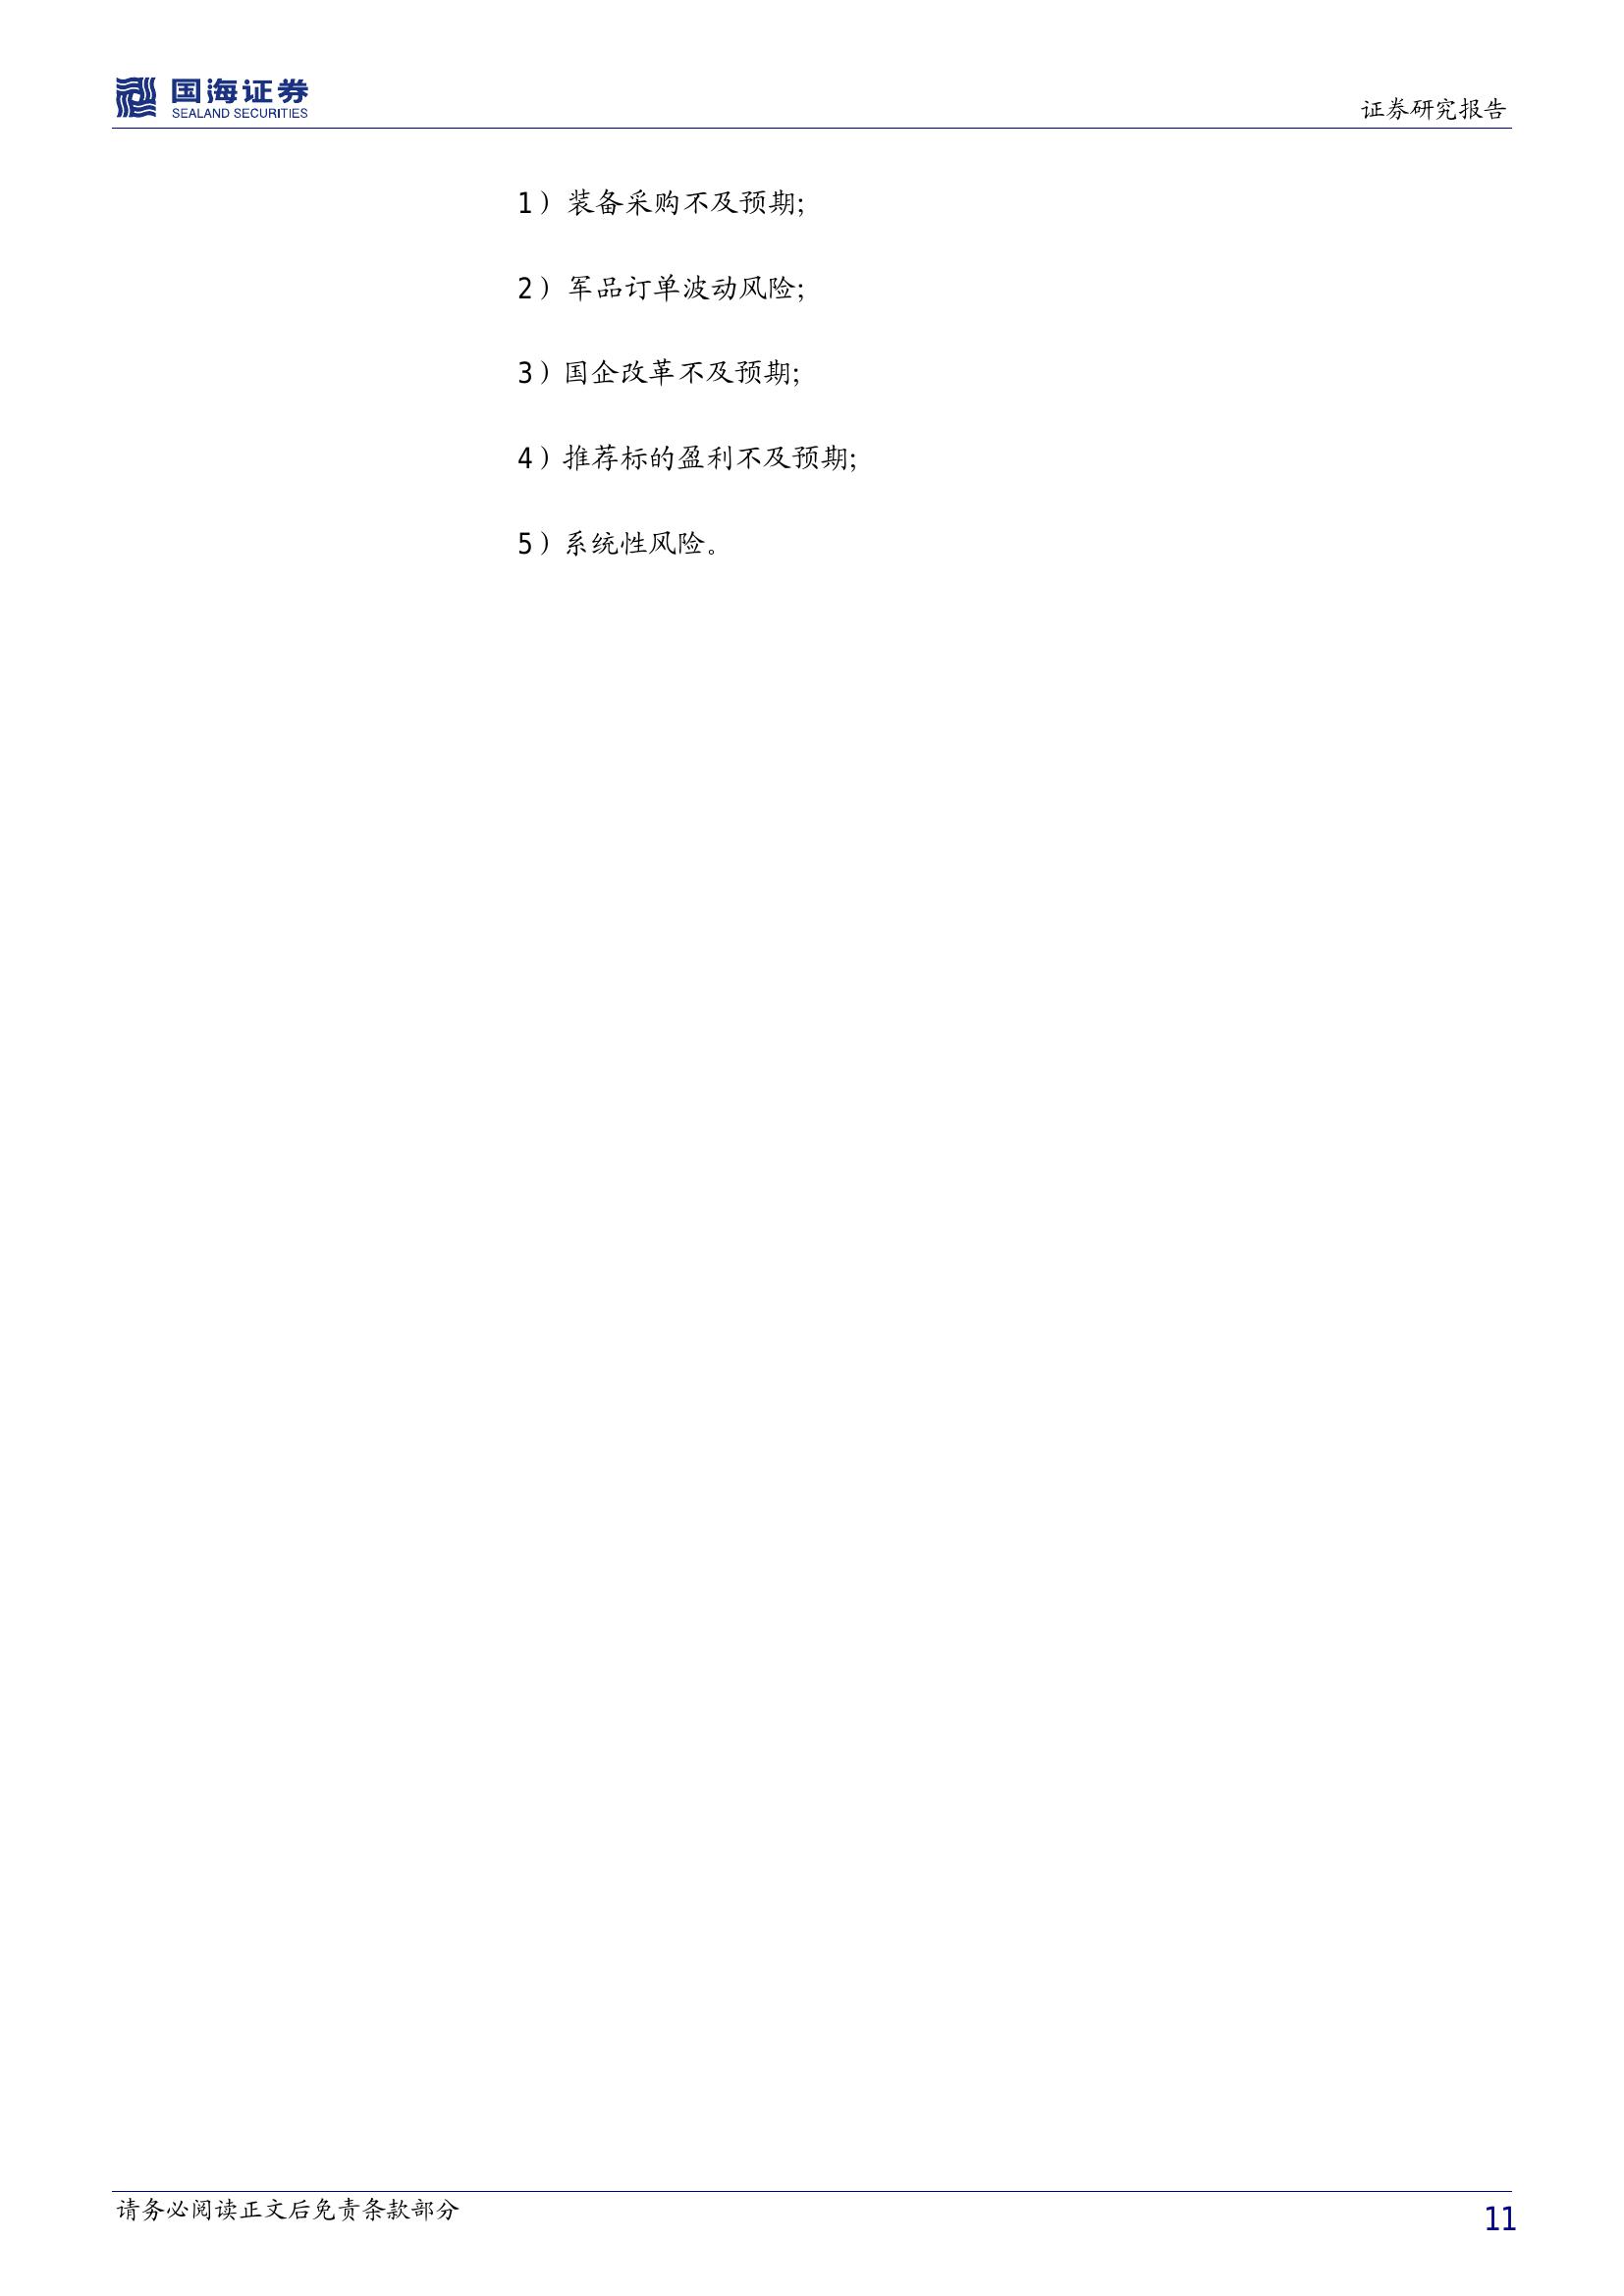 国海证券
SEALAND SECURITIES
证券研究报告
1）装备采购不及预期;
2）军品订单波动风险;
3）国企改革不及预期;
4）推荐标的盈利不及预期;
5）系统性风险。
请务必阅读正文后免责条款部分
11